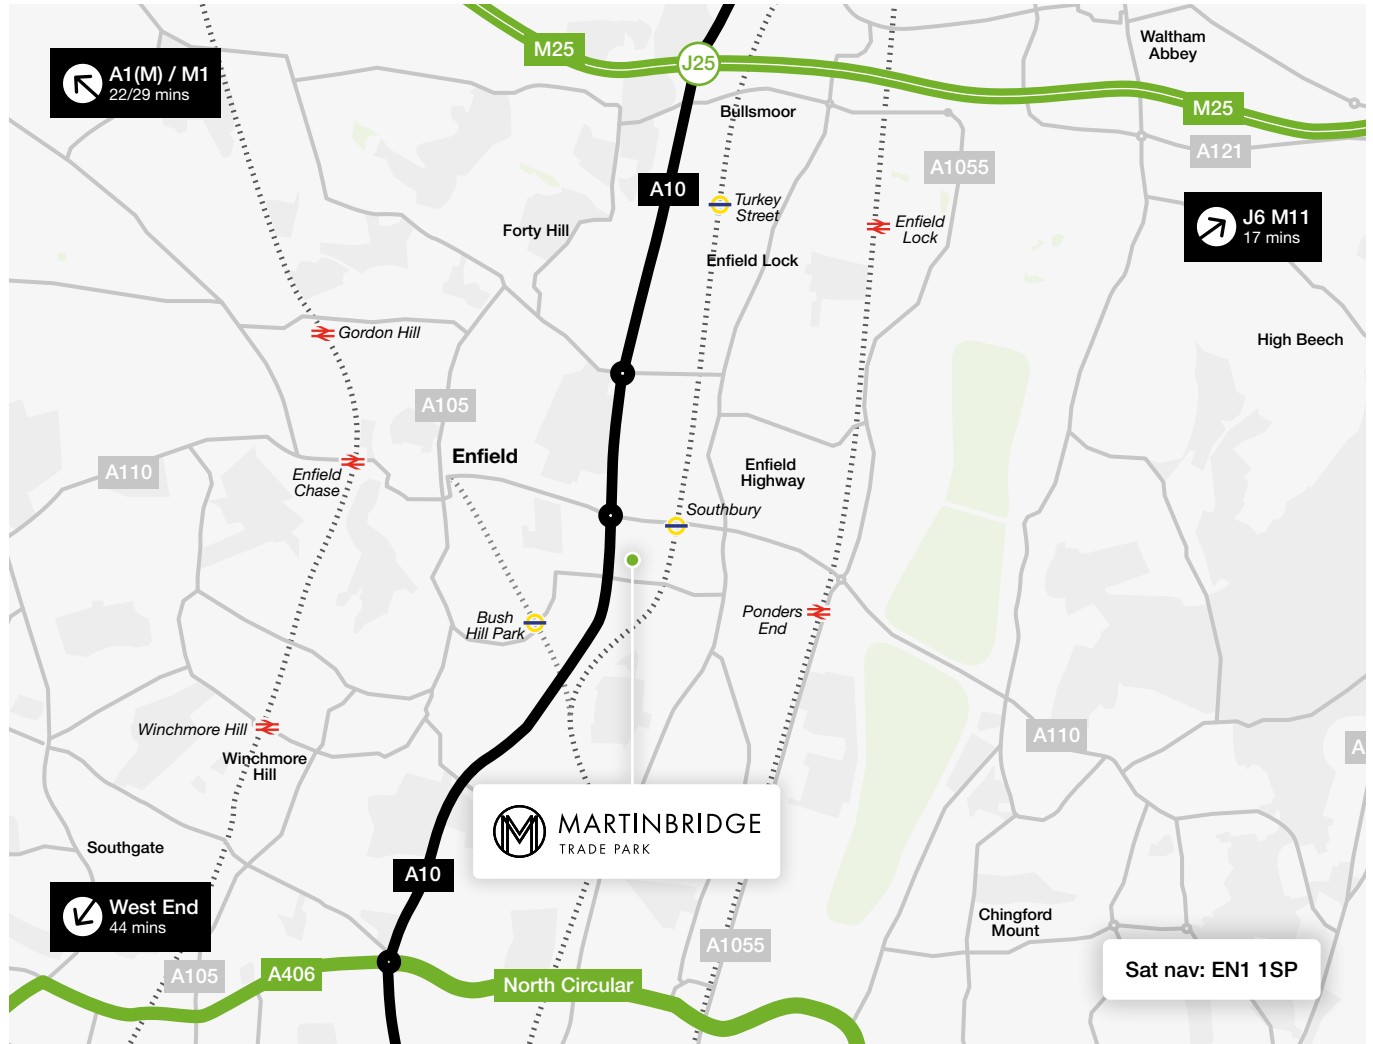 Waltham
Abbey
M25
J25
A1(M) / M1
22/29 mins
M25
Bullsmoor
A121
A1055
A10
Turkey
Street
Enfield
Lock
J6 M11
17 mins
Forty Hill
Enfield Lock
Gordon Hill
High Beech
A105
Enfield
A110
Enfield
Chase
Enfield
Highway
Southbury
Bush
Hill Park
Ponders
End
Winchmore Hill
A110
A
Winchmore
Hill
M
MARTINBRIDGE
TRADE PARK
Southgate
A10
West End
44 mins
Chingford
Mount
A1055
A105
A406
North Circular
Sat nav: EN1 1SP